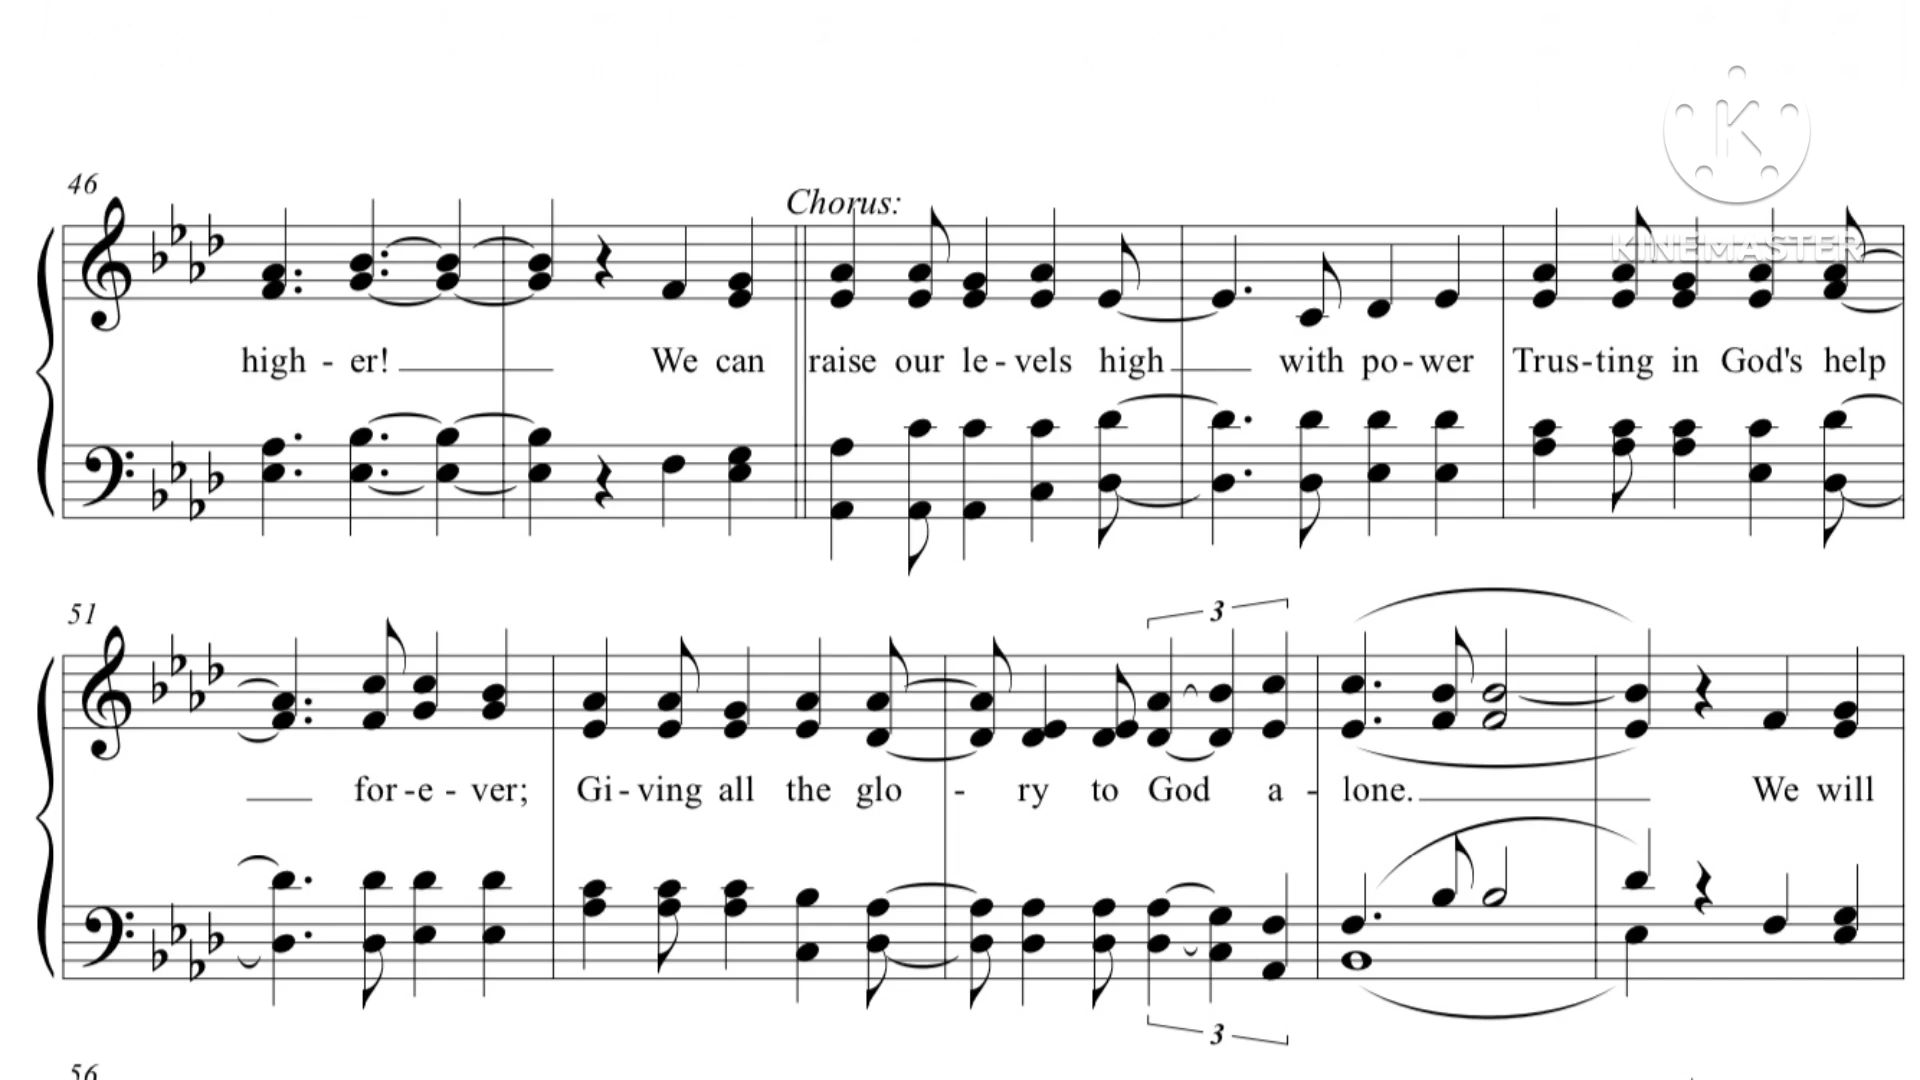 46
Chorus:
KINEMASTER
high - er! We can raise our le - vels high with po - wer Trus - ting in God's help
51
3
for - e - ver; Gi - ving all the glo - ry to God a - lone. We will
3
56